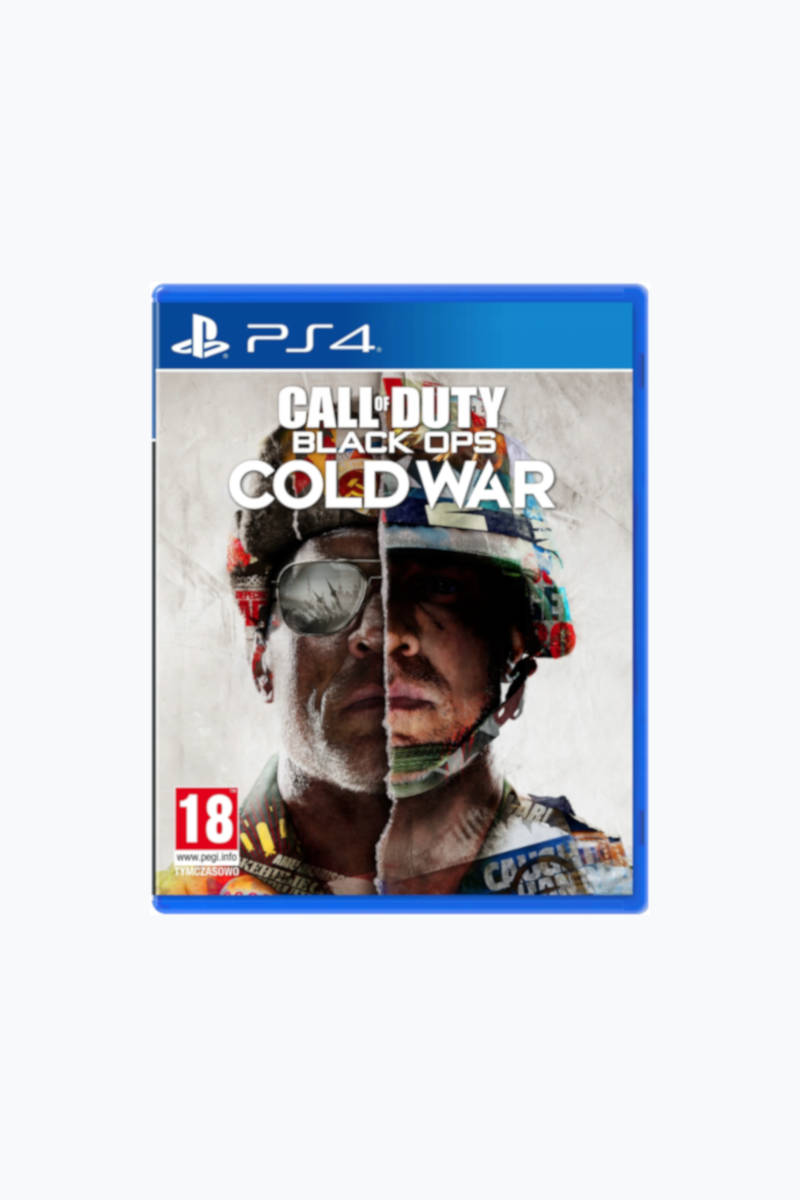 PS4
CALL OF DUTY
BLACK OPS
COLD WAR
18
www.pegi.info
TYMCZASOWO